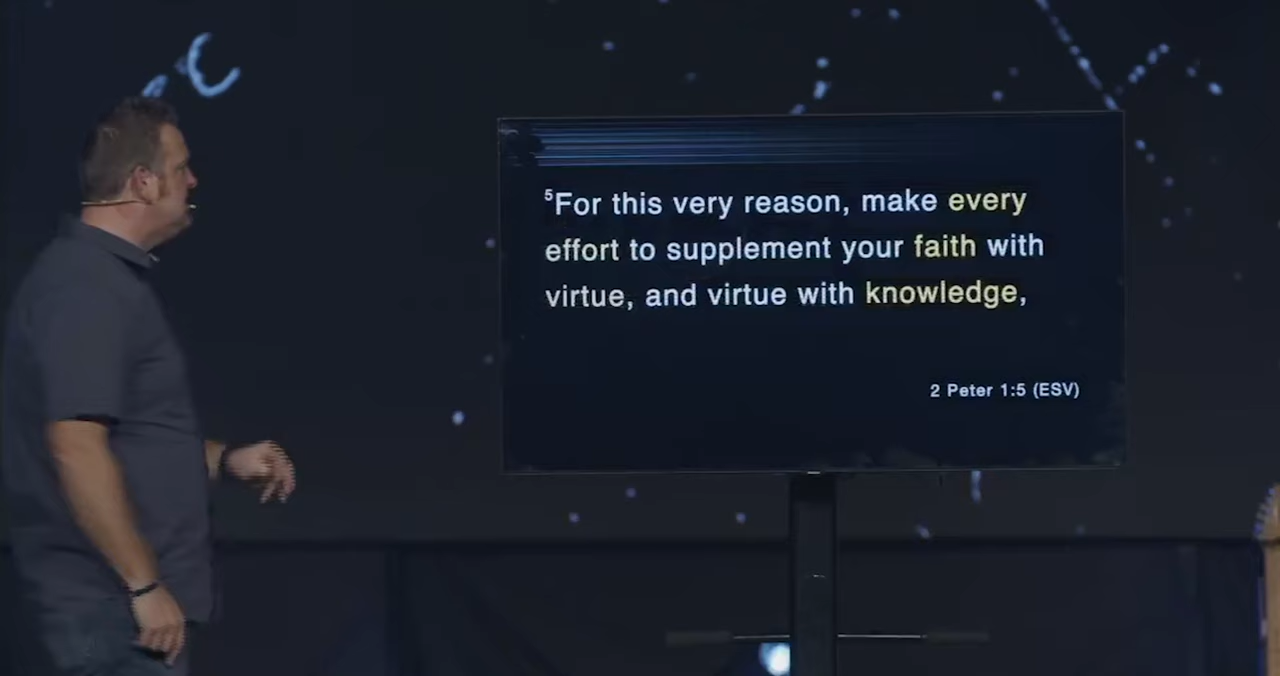 ⁵For this very reason, make every
effort to supplement your faith with
virtue, and virtue with knowledge,
2 Peter 1:5 (ESV)